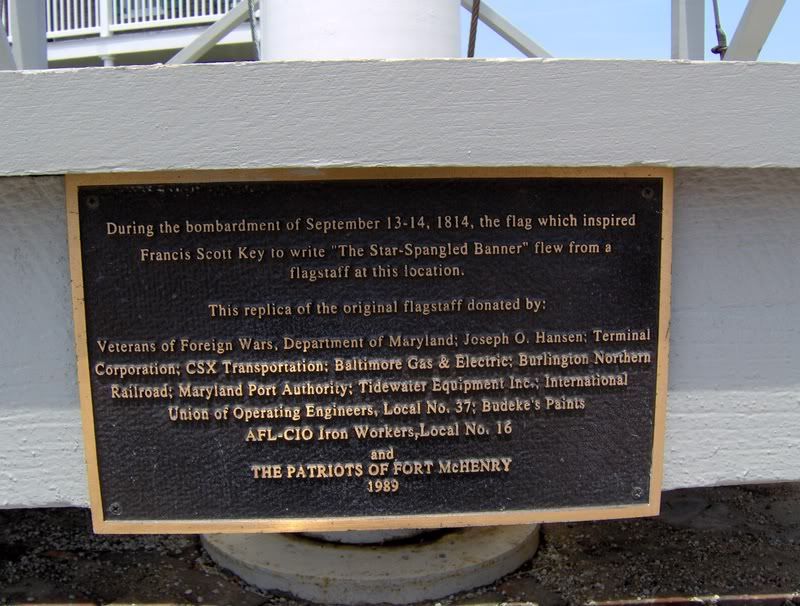 During the bombardment of September 13-14, 1814, the flag which inspired
Francis Scott Key to write "The Star-Spangled Banner" flew from a
flagstaff at this location.
This replica of the original flagstaff donated by:
Veterans of Foreign Wars, Department of Maryland; Joseph O. Hansen; Terminal
Corporation; CSX Transportation; Baltimore Gas & Electric; Burlington Northern
Railroad; Maryland Port Authority; Tidewater Equipment Inc.; International
Union of Operating Engineers, Local No. 37; Budeke's Paints
AFL-CIO Iron Workers,Local No. 16
and
THE PATRIOTS OF FORT McHENRY
1989